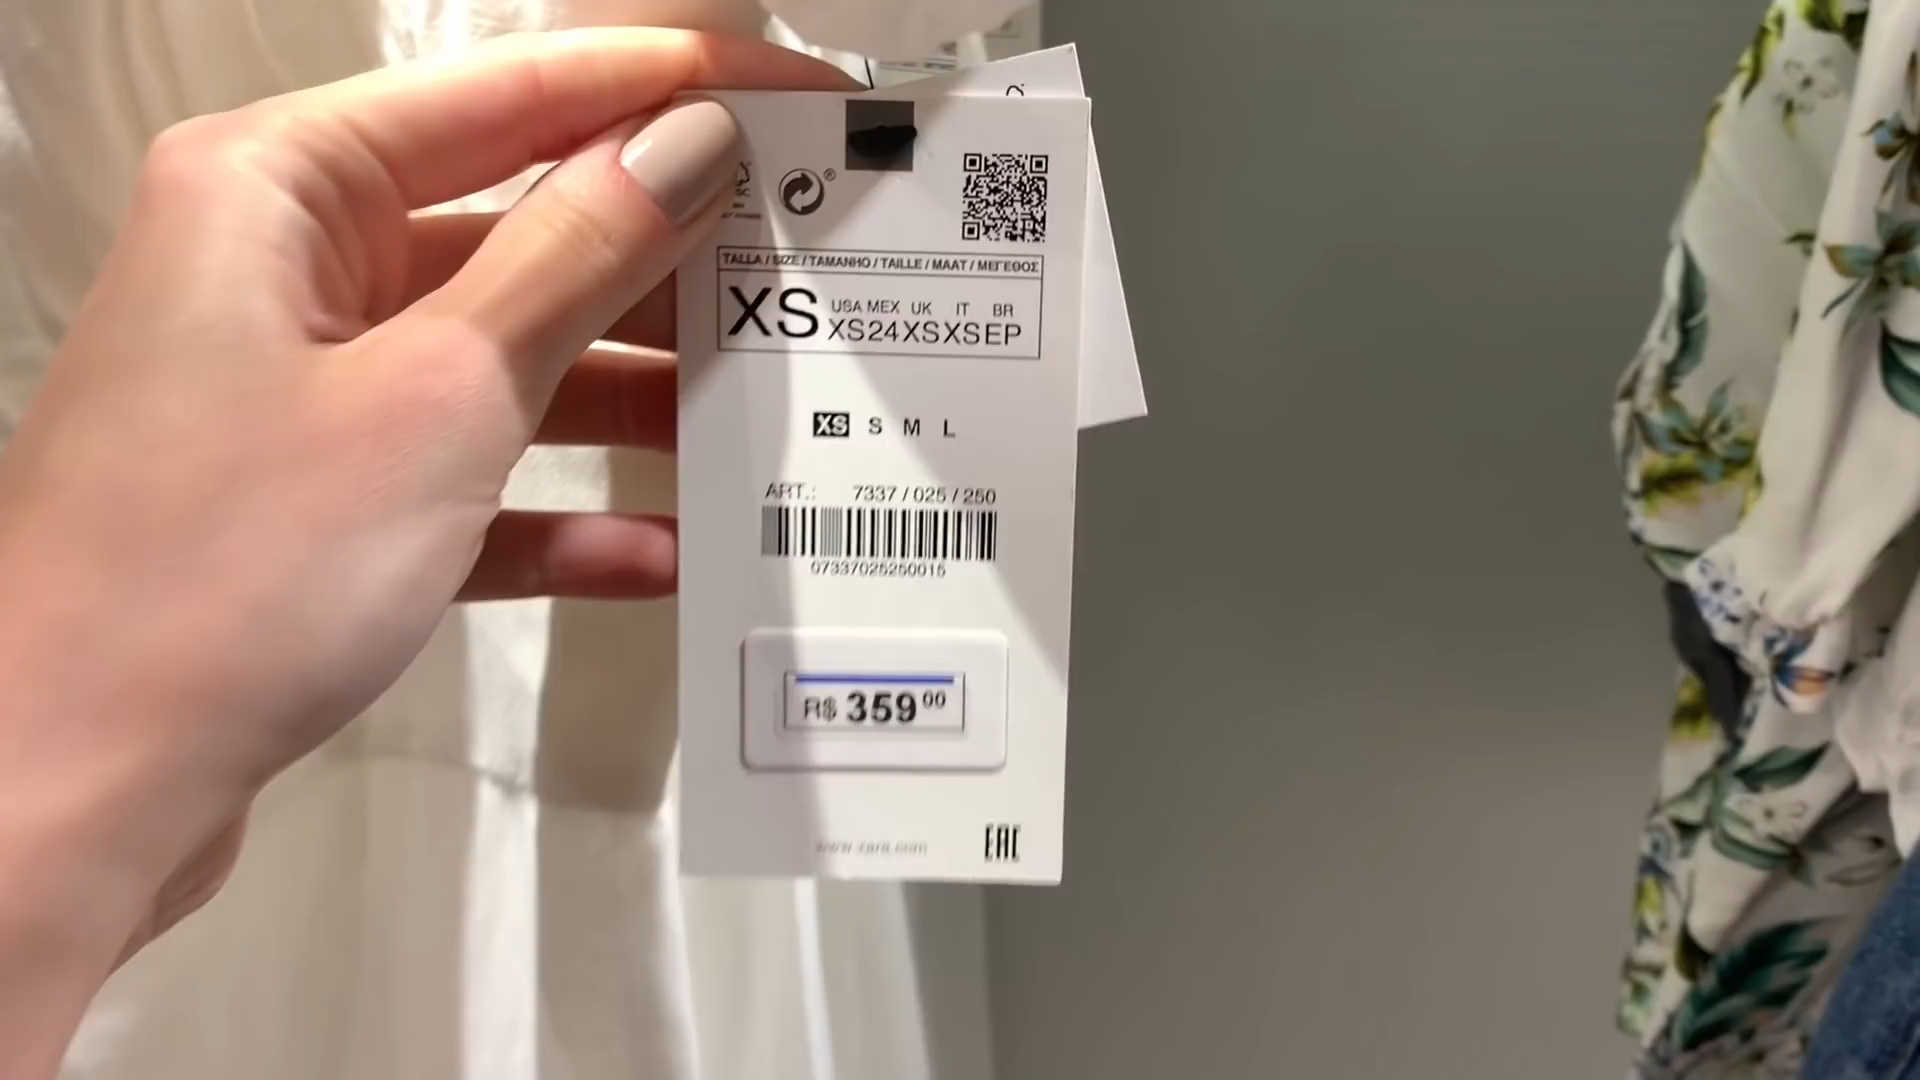 TALLA / SIZE / TAMANHO / TAILLE / MAAT / ΜΕΓΕΘΟΣ
XS
USA MEX UK IT BR
XS 24 XS XS EP
XS S M L
ART.: 7337 / 025 / 250
07337025250015
R$ 359 00
www.zara.com
EAC